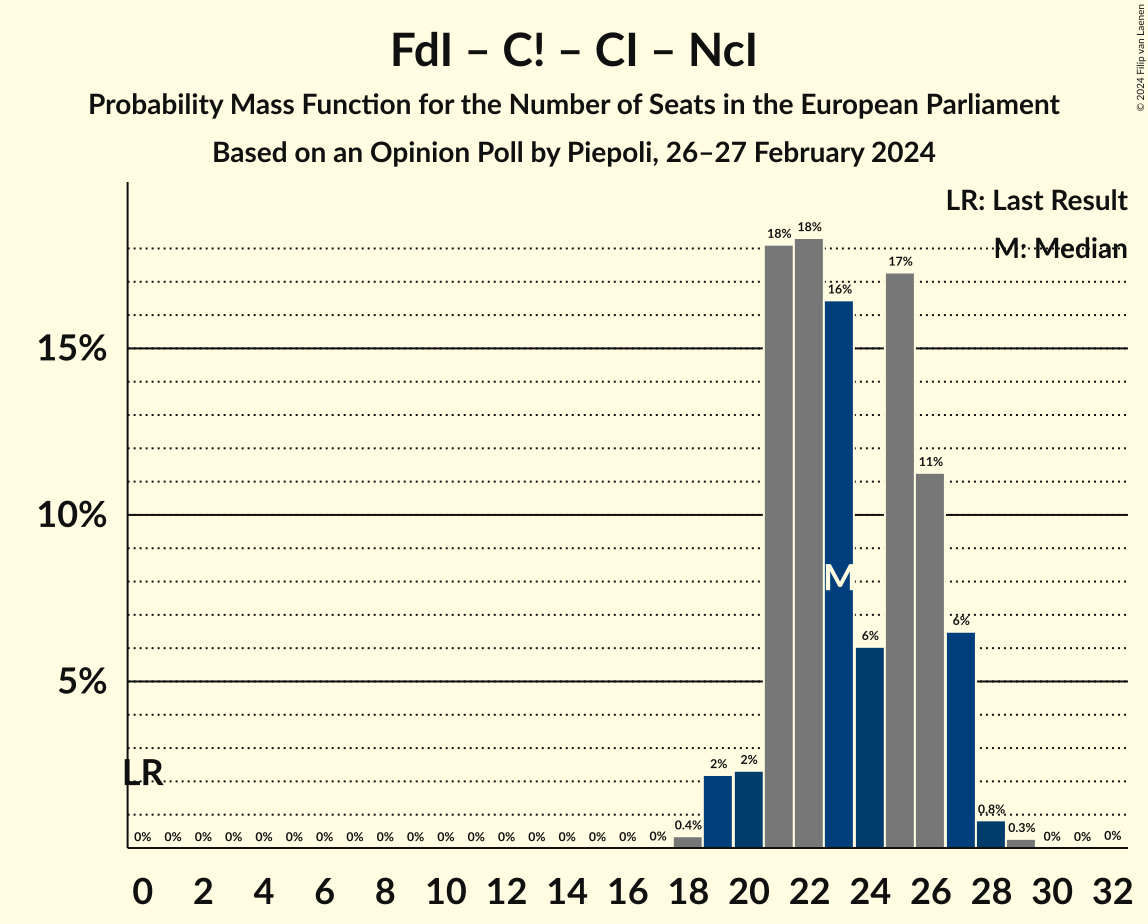 FdI – C! – CI – NcI
Probability Mass Function for the Number of Seats in the European Parliament
Based on an Opinion Poll by Piepoli, 26–27 February 2024
© 2024 Filip van Laenen
LR: Last Result
M: Median
18% 18% 17% 16%
15%
11%
10%
M
6% 6%
5%
LR
0% 0% 0% 0% 0% 0% 0% 0% 0% 0% 0% 0% 0% 0% 0% 0% 0% 0% 0.4% 2% 2% 0.8% 0.3% 0% 0% 0%
0 2 4 6 8 10 12 14 16 18 20 22 24 26 28 30 32